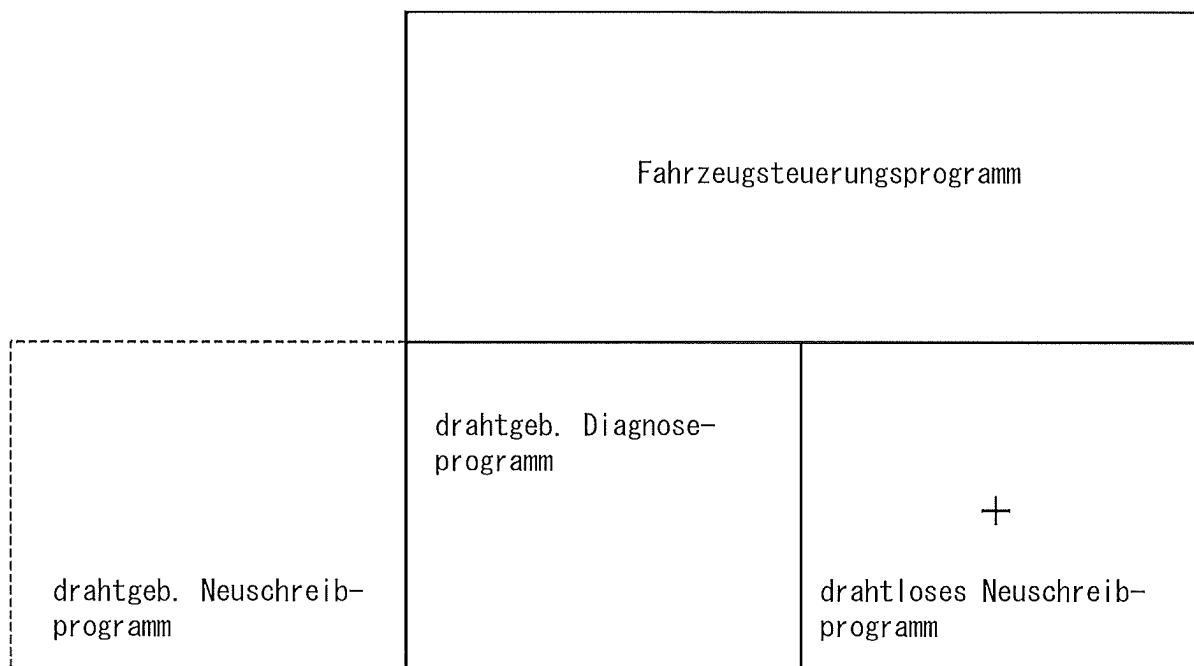 Fahrzeugsteuerungsprogramm
drahtgeb. Diagnose-
programm
+
drahtgeb. Neuschreib-
programm
drahtloses Neuschreib-
programm